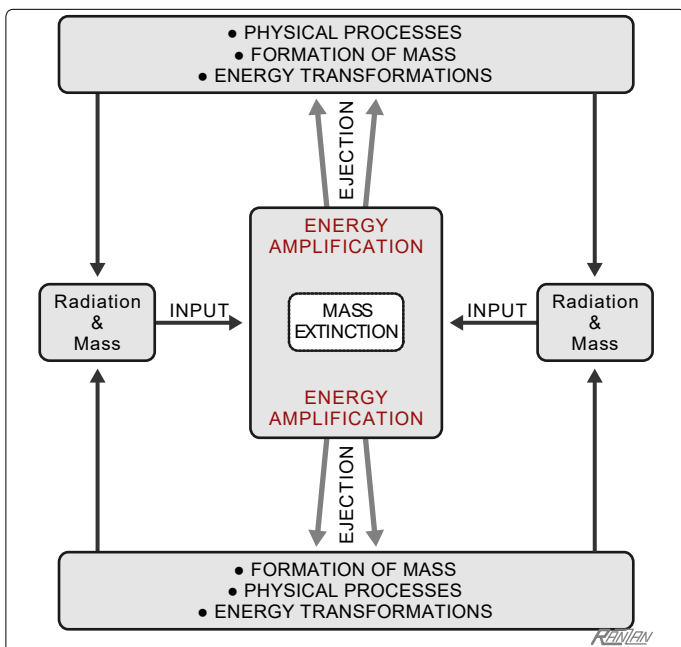 ● PHYSICAL PROCESSES
● FORMATION OF MASS
● ENERGY TRANSFORMATIONS
EJECTION
ENERGY
AMPLIFICATION
Radiation
&
Mass
INPUT
MASS
EXTINCTION
INPUT
Radiation
&
Mass
ENERGY
AMPLIFICATION
EJECTION
● FORMATION OF MASS
● PHYSICAL PROCESSES
● ENERGY TRANSFORMATIONS